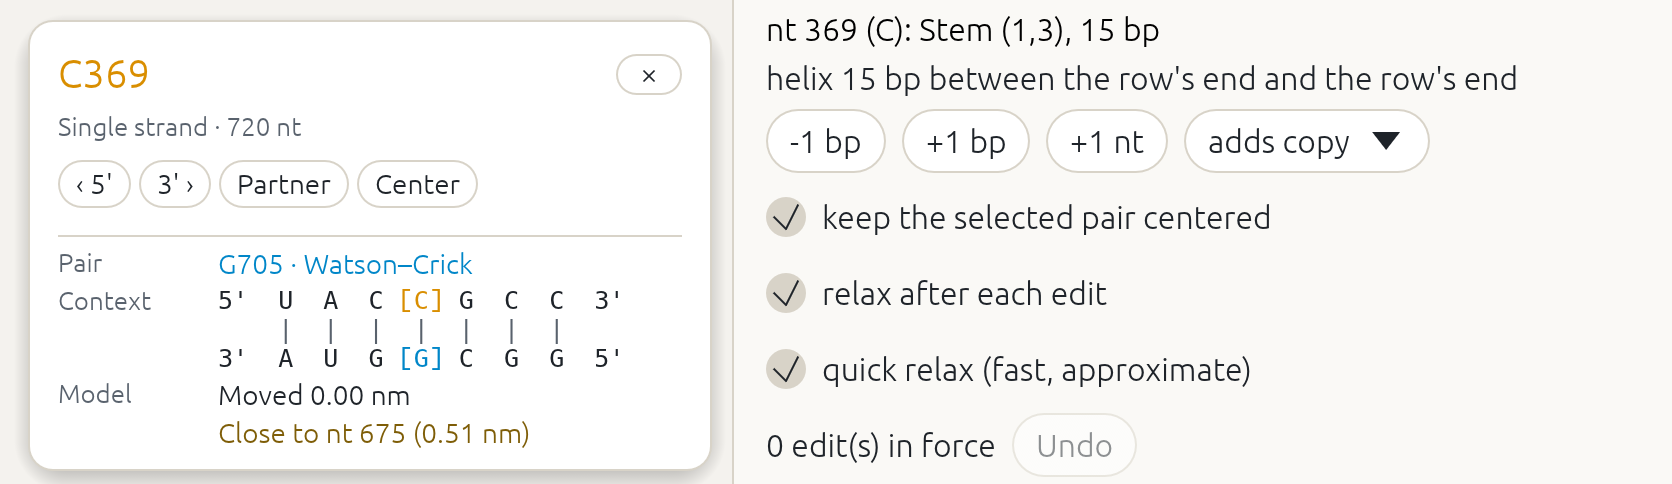 C369
×
Single strand · 720 nt
‹ 5' 3' › Partner Center
Pair G705 · Watson–Crick
Context 5' U A C [C] G C C 3'
| | | | | | |
3' A U G [G] C G G 5'
Model Moved 0.00 nm
Close to nt 675 (0.51 nm)
nt 369 (C): Stem (1,3), 15 bp
helix 15 bp between the row's end and the row's end
-1 bp +1 bp +1 nt adds copy
keep the selected pair centered
relax after each edit
quick relax (fast, approximate)
0 edit(s) in force Undo